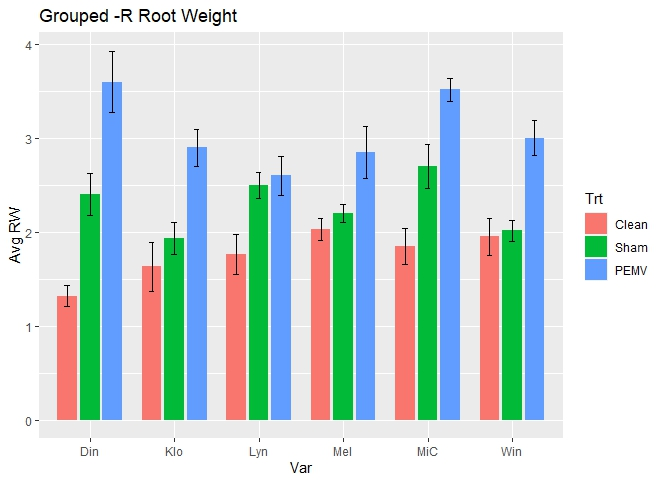 Grouped -R Root Weight
4
3
2
1
0
Avg RW
Din Klo Lyn Mel MiC Win
Var
Trt
Clean
Sham
PEMV